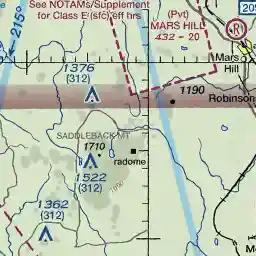 See NOTAMs/Supplement
for Class E (sfc) eff hrs
215°
(Pvt)
MARS HILL
432 - 20
R
Mars
Hill
1376
(312)
1190
Robinson
SADDLEBACK MT
radome
1710
1522
(312)
1362
(312)